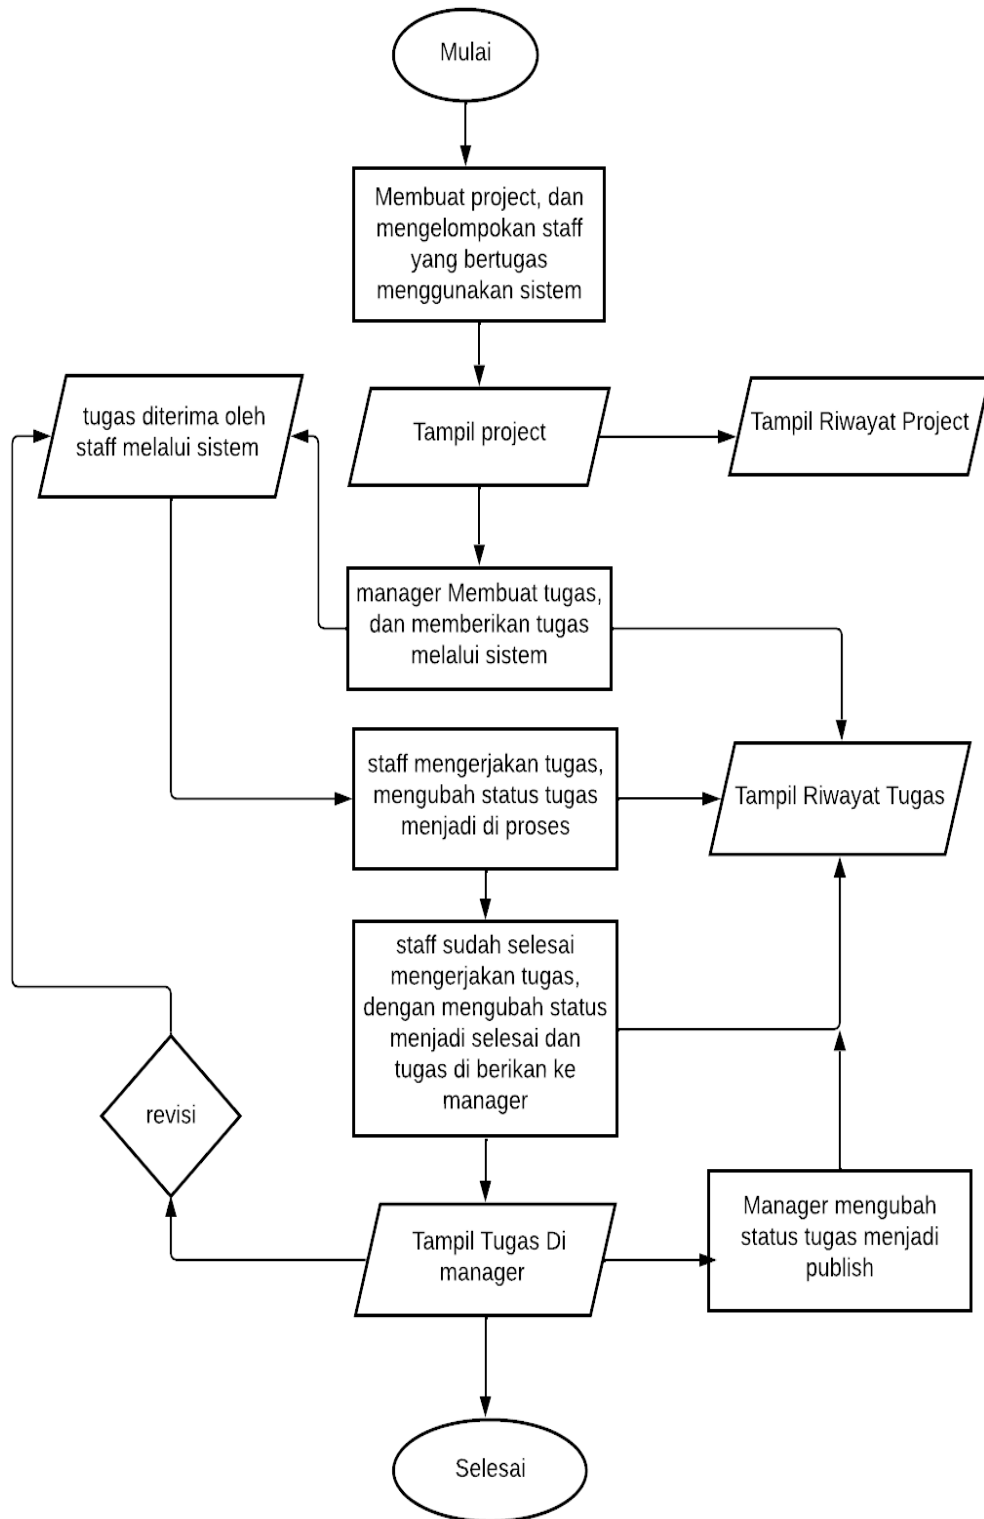 Mulai
Membuat project, dan
mengelompokan staff
yang bertugas
menggunakan sistem
tugas diterima oleh
staff melalui sistem
Tampil project
Tampil Riwayat Project
manager Membuat tugas,
dan memberikan tugas
melalui sistem
staff mengerjakan tugas,
mengubah status tugas
menjadi di proses
Tampil Riwayat Tugas
staff sudah selesai
mengerjakan tugas,
dengan mengubah status
menjadi selesai dan
tugas di berikan ke
manager
revisi
Tampil Tugas Di
manager
Manager mengubah
status tugas menjadi
publish
Selesai